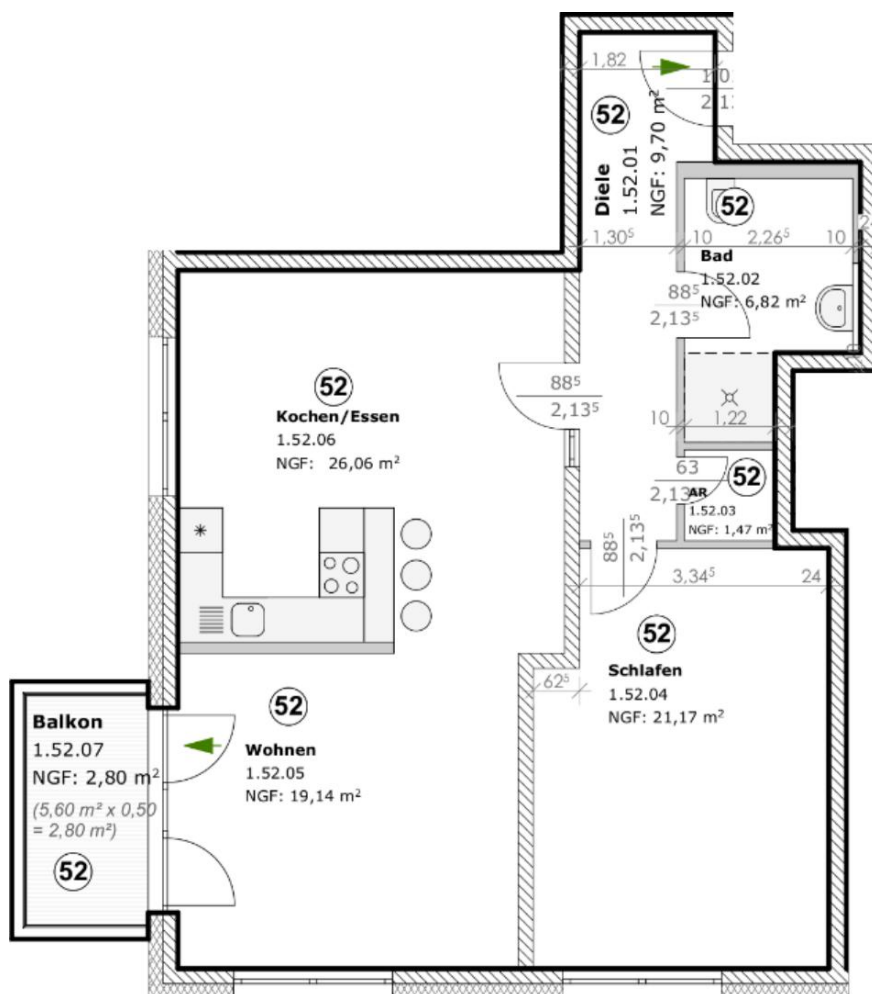 1,82
1,0
2,1
52
Diele
1.52.01
NGF: 9,70 m²
52
1,30⁵
10
2,26⁵
10
2
Bad
1.52.02
NGF: 6,82 m²
88⁵
2,13⁵
52
Kochen/Essen
1.52.06
NGF: 26,06 m²
88⁵
2,13⁵
10
1,22
63
2,13
52
AR
1.52.03
NGF: 1,47 m²
88⁵
2,13⁵
3,34⁵
24
52
Schlafen
1.52.04
NGF: 21,17 m²
62⁵
52
Wohnen
1.52.05
NGF: 19,14 m²
Balkon
1.52.07
NGF: 2,80 m²
(5,60 m² x 0,50
= 2,80 m²)
52